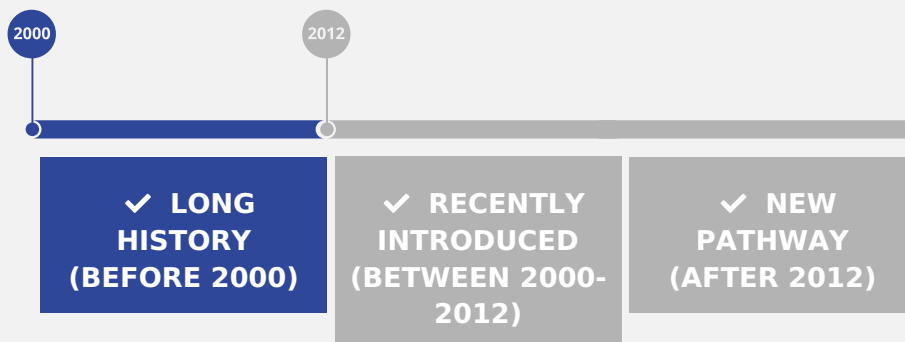 2000
2012
✓ LONG
HISTORY
(BEFORE 2000)
✓ RECENTLY
INTRODUCED
(BETWEEN 2000-
2012)
✓ NEW
PATHWAY
(AFTER 2012)